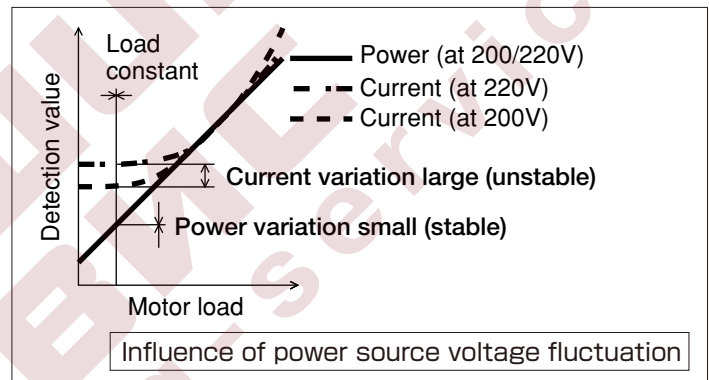 Load
constant
Power (at 200/220V)
Current (at 220V)
Current (at 200V)
Detection value
Current variation large (unstable)
Power variation small (stable)
Motor load
Influence of power source voltage fluctuation